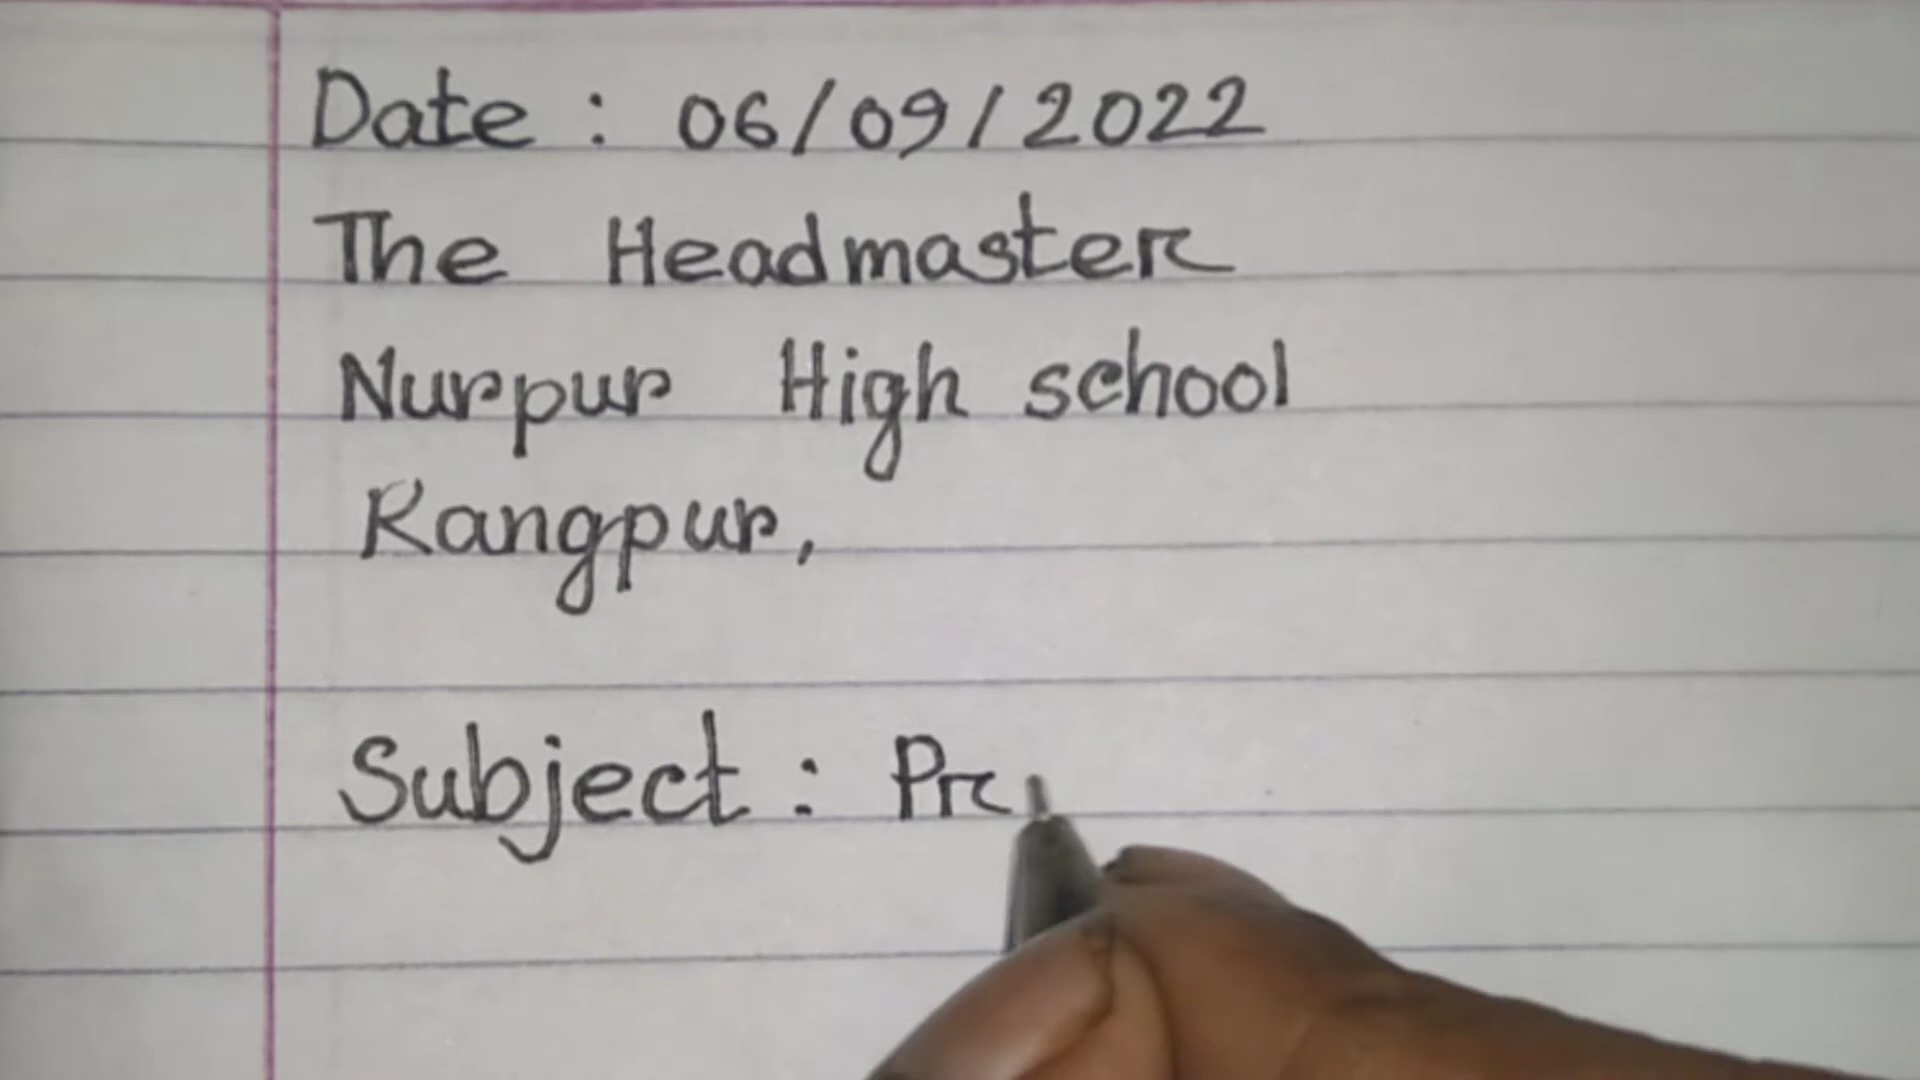 Date : 06/09/2022
The Headmaster
Nurpur High school
Rangpur,
Subject : Pr